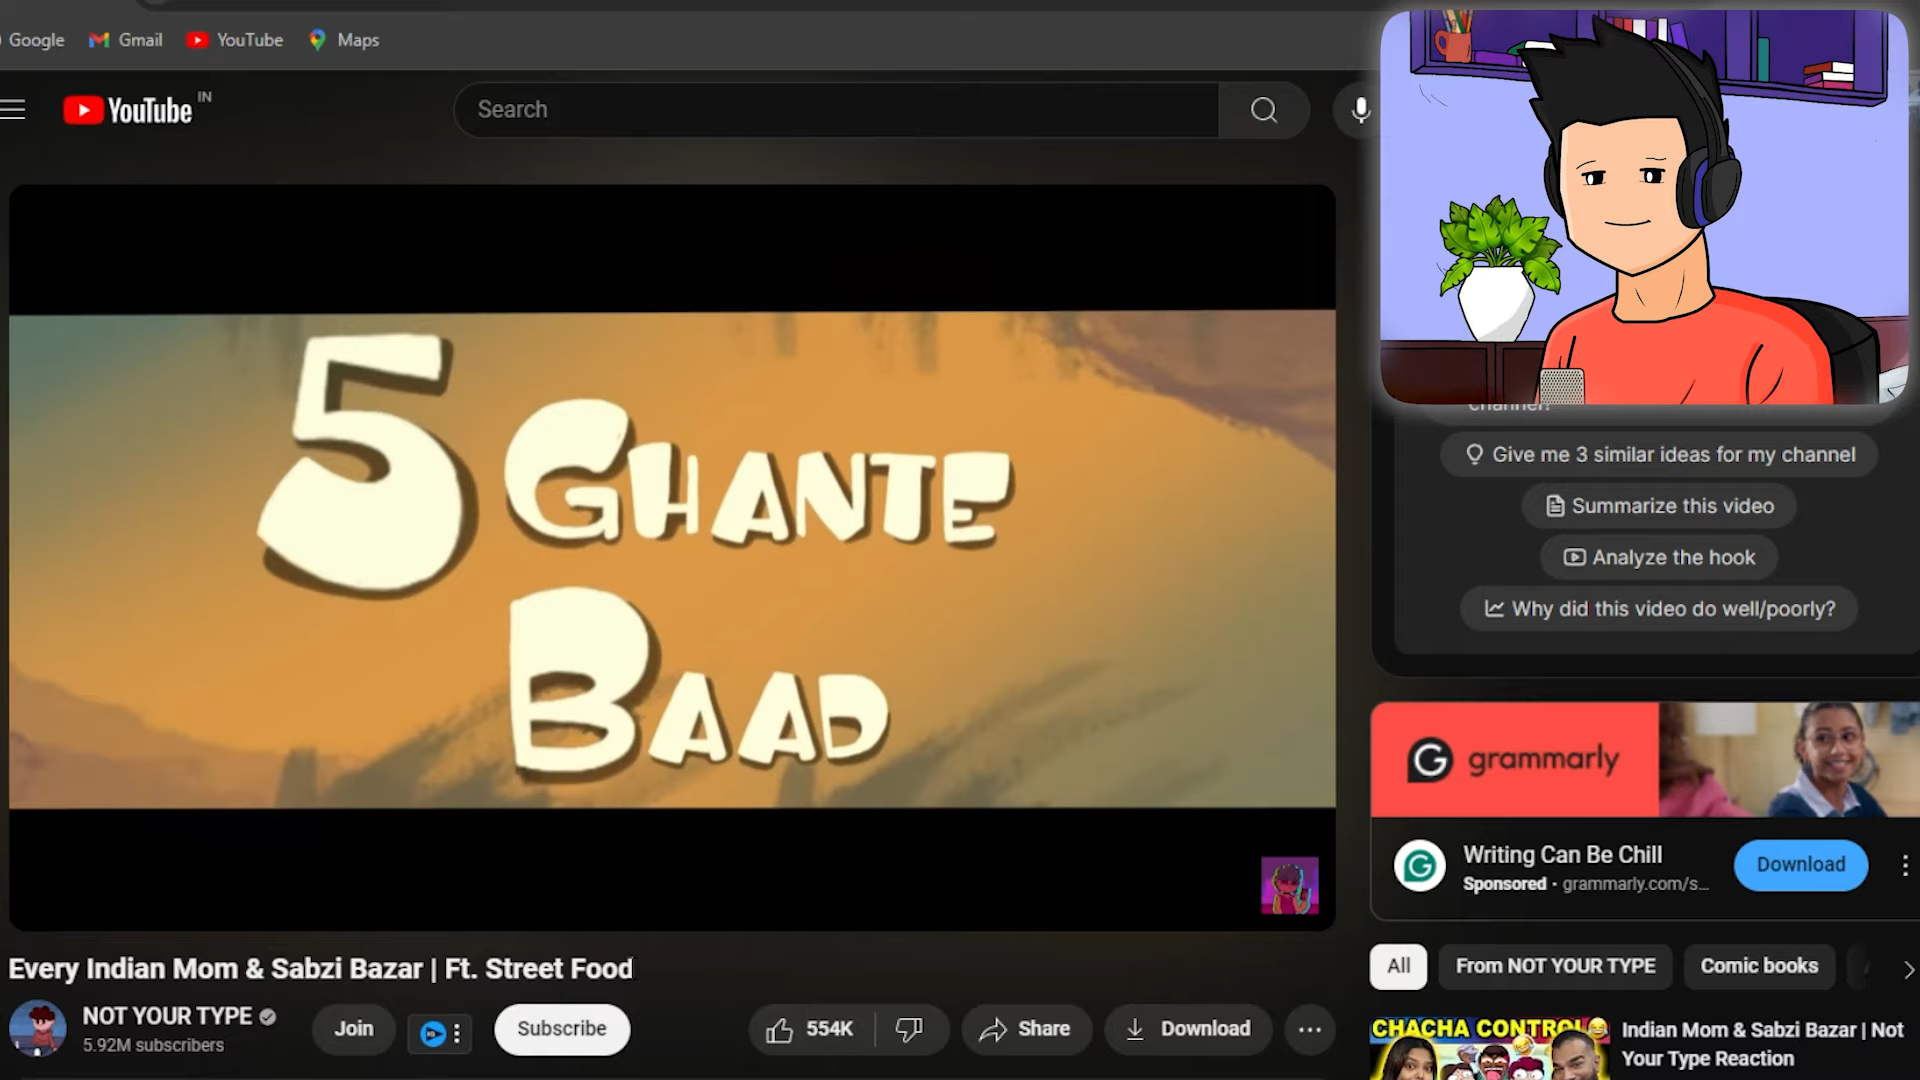 Google
Gmail
YouTube
Maps
YouTube IN
Search
5 GHANTE
BAAD
channel!
Give me 3 similar ideas for my channel
Summarize this video
Analyze the hook
Why did this video do well/poorly?
G grammarly
Writing Can Be Chill
Sponsored · grammarly.com/s...
Download
Every Indian Mom & Sabzi Bazar | Ft. Street Food
NOT YOUR TYPE
5.92M subscribers
Join
Subscribe
554K
Share
Download
All
From NOT YOUR TYPE
Comic books
CHACHA CONTROL
Indian Mom & Sabzi Bazar | Not
Your Type Reaction